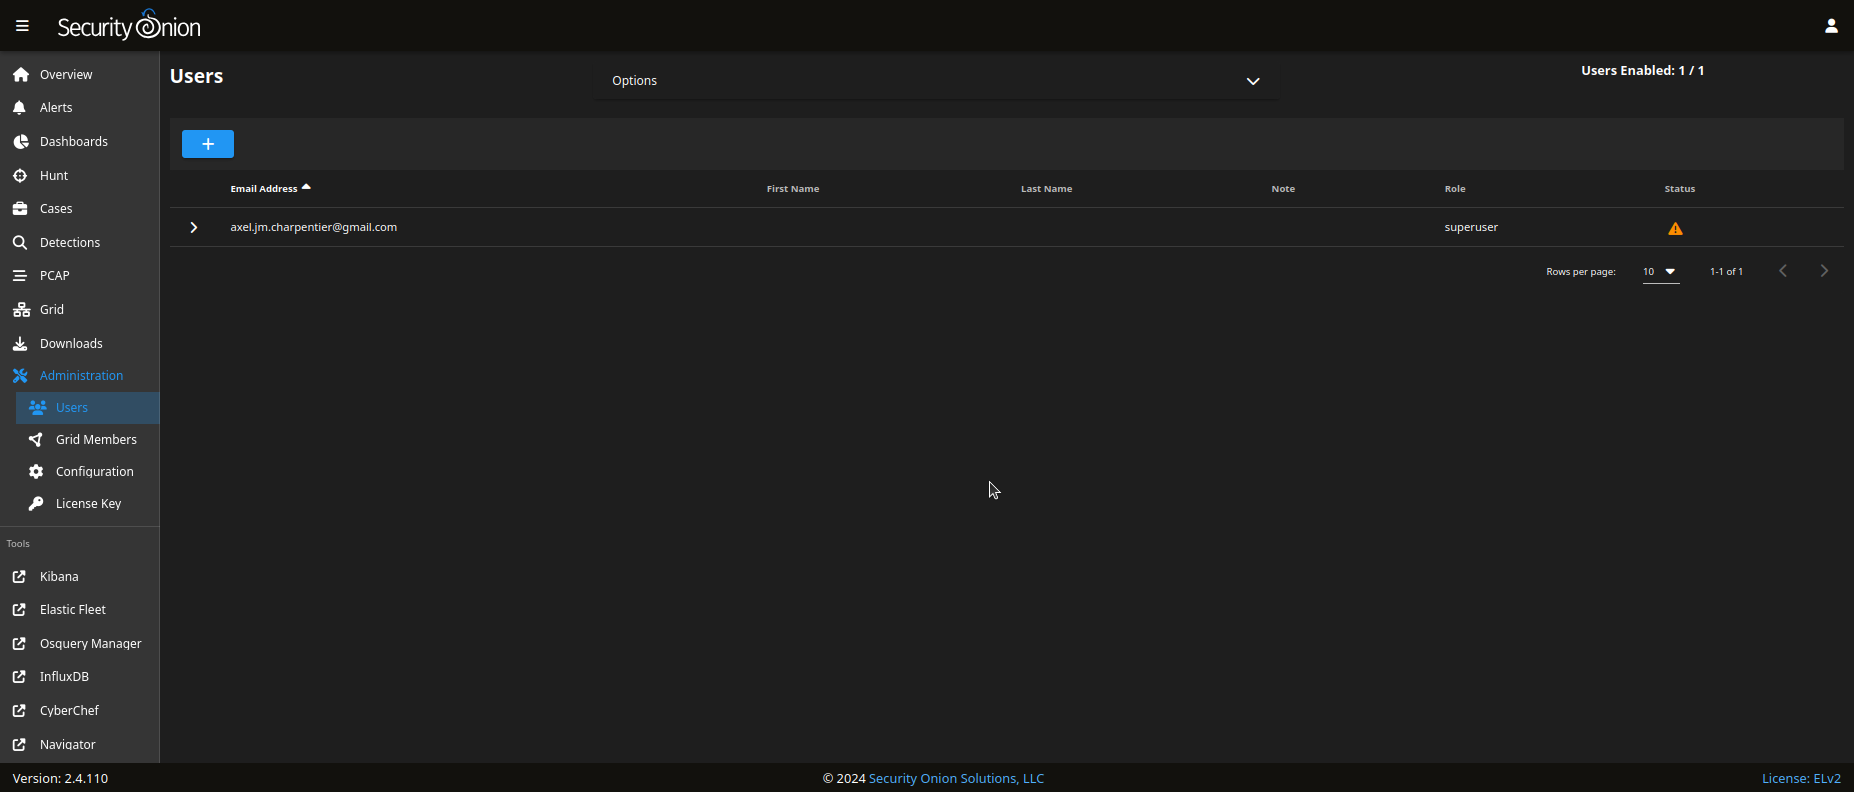 Security Onion
Overview
Alerts
Dashboards
Hunt
Cases
Detections
PCAP
Grid
Downloads
Administration
Users
Grid Members
Configuration
License Key
Tools
Kibana
Elastic Fleet
Osquery Manager
InfluxDB
CyberChef
Navigator
Users
Options
Users Enabled: 1 / 1
+
Email Address First Name Last Name Note Role Status
axel.jm.charpentier@gmail.com superuser
Rows per page: 10 1-1 of 1
Version: 2.4.110 © 2024 Security Onion Solutions, LLC License: ELv2